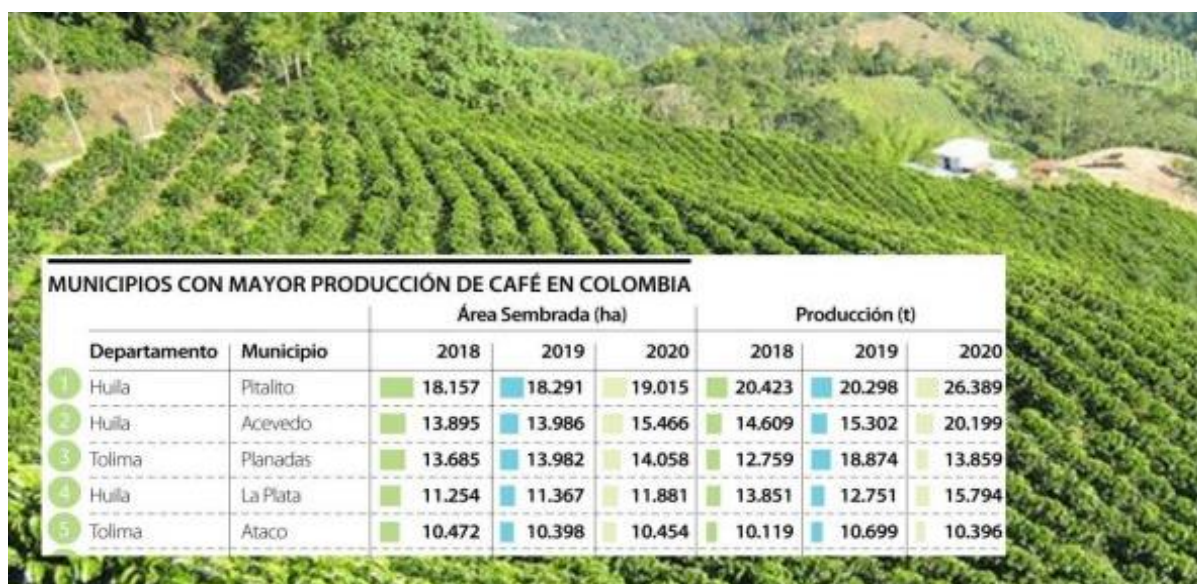 MUNICIPIOS CON MAYOR PRODUCCIÓN DE CAFÉ EN COLOMBIA
Área Sembrada (ha) Producción (t)
Departamento Municipio 2018 2019 2020 2018 2019 2020
1 Huila Pitalito 18.157 18.291 19.015 20.423 20.298 26.389
2 Huila Acevedo 13.895 13.986 15.466 14.609 15.302 20.199
3 Tolima Planadas 13.685 13.982 14.058 12.759 18.874 13.859
4 Huila La Plata 11.254 11.367 11.881 13.851 12.751 15.794
5 Tolima Ataco 10.472 10.398 10.454 10.119 10.699 10.396